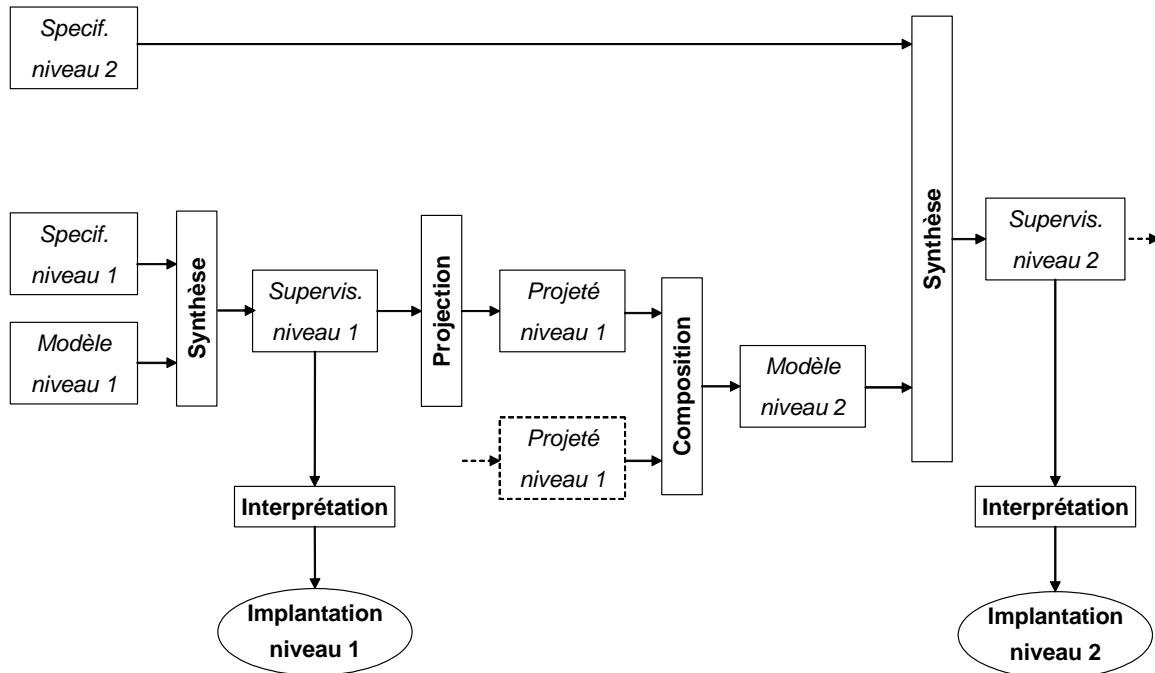 Specif.
niveau 2
Specif.
niveau 1
Modèle
niveau 1
Synthèse
Supervis.
niveau 1
Projection
Projeté
niveau 1
Projeté
niveau 1
Composition
Modèle
niveau 2
Synthèse
Supervis.
niveau 2
Interprétation
Implantation
niveau 1
Interprétation
Implantation
niveau 2